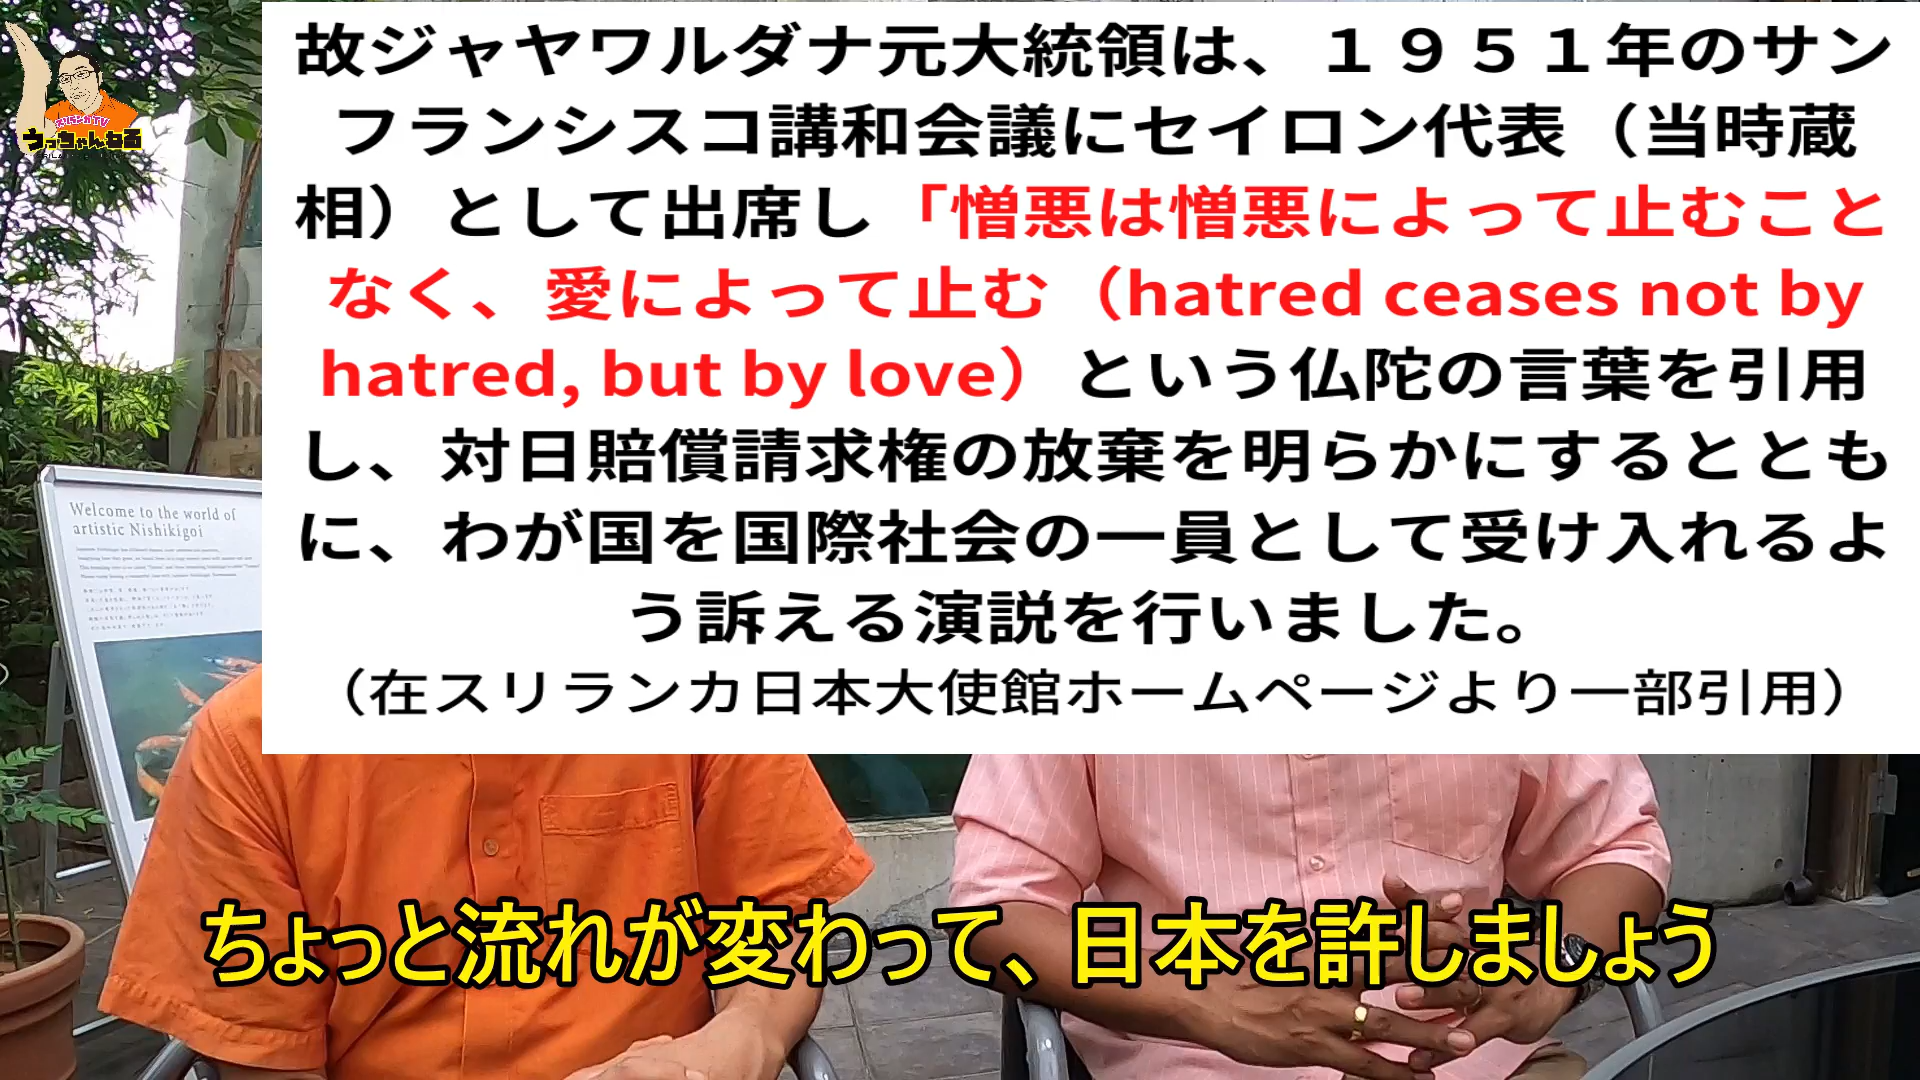 故ジャヤワルダナ元大統領は、１９５１年のサン
フランシスコ講和会議にセイロン代表（当時蔵
相）として出席し「憎悪は憎悪によって止むこと
なく、愛によって止む（hatred ceases not by
hatred, but by love）という仏陀の言葉を引用
し、対日賠償請求権の放棄を明らかにするととも
に、わが国を国際社会の一員として受け入れるよ
う訴える演説を行いました。
（在スリランカ日本大使館ホームページより一部引用）
うっちゃんねる
Welcome to the world of
artistic Nishikigoi
ちょっと流れが変わって、日本を許しましょう